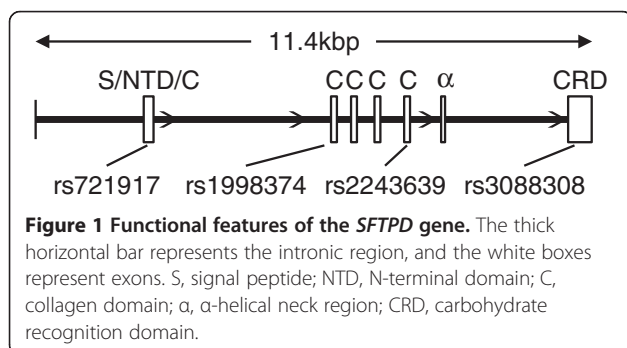 11.4kbp
S/NTD/C C C C C α CRD
rs721917 rs1998374 rs2243639 rs3088308
Figure 1 Functional features of the SFTPD gene. The thick
horizontal bar represents the intronic region, and the white boxes
represent exons. S, signal peptide; NTD, N-terminal domain; C,
collagen domain; α, α-helical neck region; CRD, carbohydrate
recognition domain.